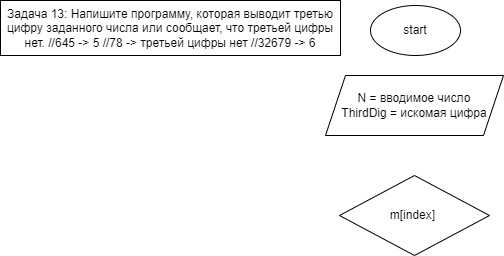 Задача 13: Напишите программу, которая выводит третью
цифру заданного числа или сообщает, что третьей цифры
нет. //645 -> 5 //78 -> третьей цифры нет //32679 -> 6
start
N = вводимое число
ThirdDig = искомая цифра
m[index]